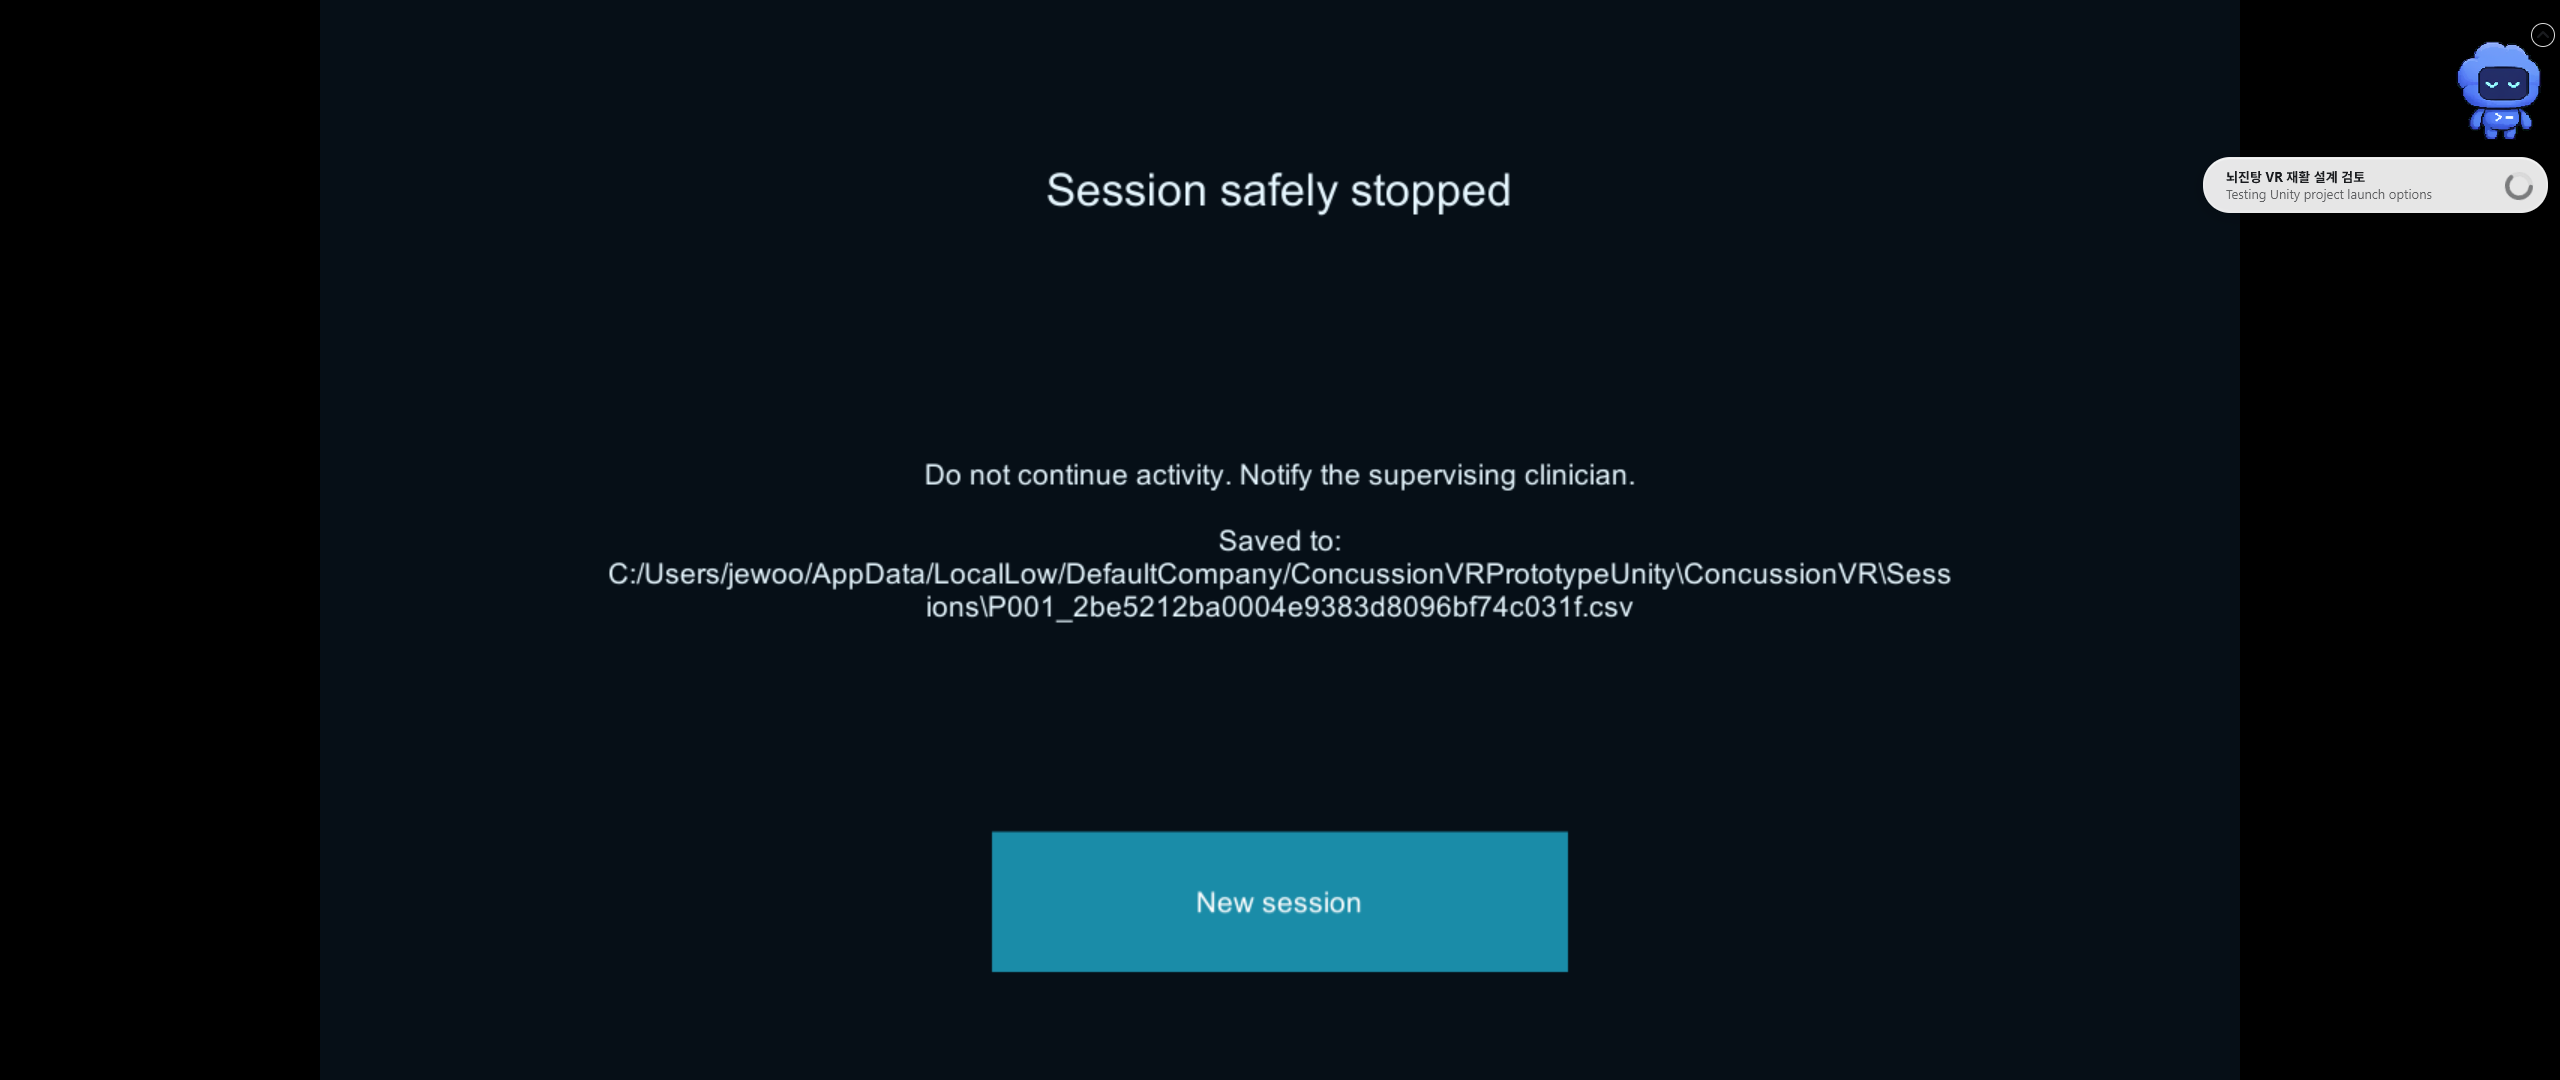 Session safely stopped
뇌진탕 VR 재활 설계 검토
Testing Unity project launch options
Do not continue activity. Notify the supervising clinician.
Saved to:
C:/Users/jewoo/AppData/LocalLow/DefaultCompany/ConcussionVRPrototypeUnity\ConcussionVR\Sess
ions\P001_2be5212ba0004e9383d8096bf74c031f.csv
New session